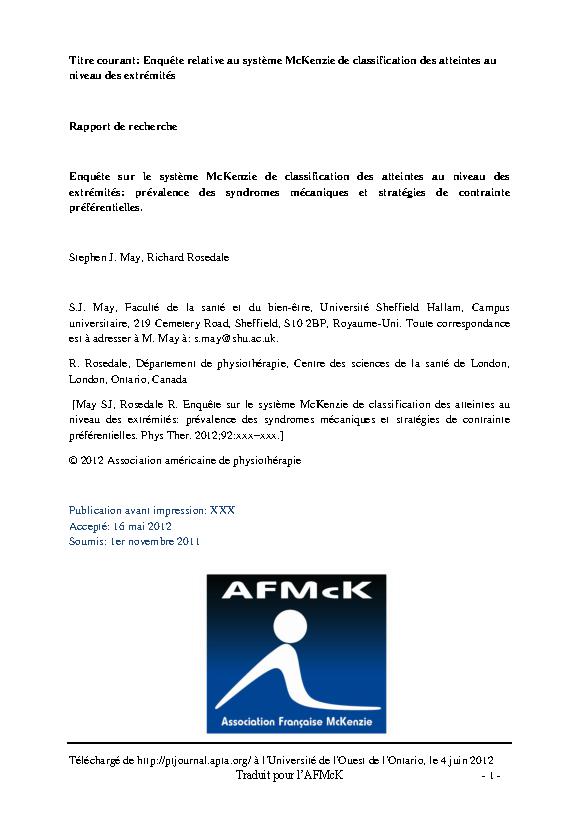 Titre courant: Enquête relative au système McKenzie de classification des atteintes au
niveau des extrémités
Rapport de recherche
Enquête sur le système McKenzie de classification des atteintes au niveau des
extrémités: prévalence des syndromes mécaniques et stratégies de contrainte
préférentielles.
Stephen J. May, Richard Rosedale
S.J. May, Faculté de la santé et du bien-être, Université Sheffield Hallam, Campus
universitaire, 219 Cemetery Road, Sheffield, S10 2BP, Royaume-Uni. Toute correspondance
est à adresser à M. May à: s.may@shu.ac.uk.
R. Rosedale, Département de physiothérapie, Centre des sciences de la santé de London,
London, Ontario, Canada
[May SJ, Rosedale R. Enquête sur le système McKenzie de classification des atteintes au
niveau des extrémités: prévalence des syndromes mécaniques et stratégies de contrainte
préférentielles. Phys Ther. 2012;92:xxx–xxx.]
© 2012 Association américaine de physiothérapie
Publication avant impression: XXX
Accepté: 16 mai 2012
Soumis: 1er novembre 2011
AFMcK
Association Française McKenzie
Téléchargé de http://ptjournal.apta.org/ à l'Université de l'Ouest de l'Ontario, le 4 juin 2012
Traduit pour l'AFMcK - 1 -